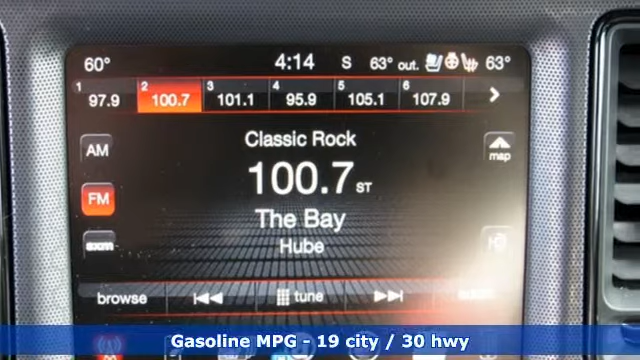 60° 4:14 S 63° out. 63°
1 97.9 2 100.7 3 101.1 4 95.9 5 105.1 6 107.9
Classic Rock
AM
map
100.7 ST
FM
The Bay
Hube
sxm
browse tune
Gasoline MPG - 19 city / 30 hwy